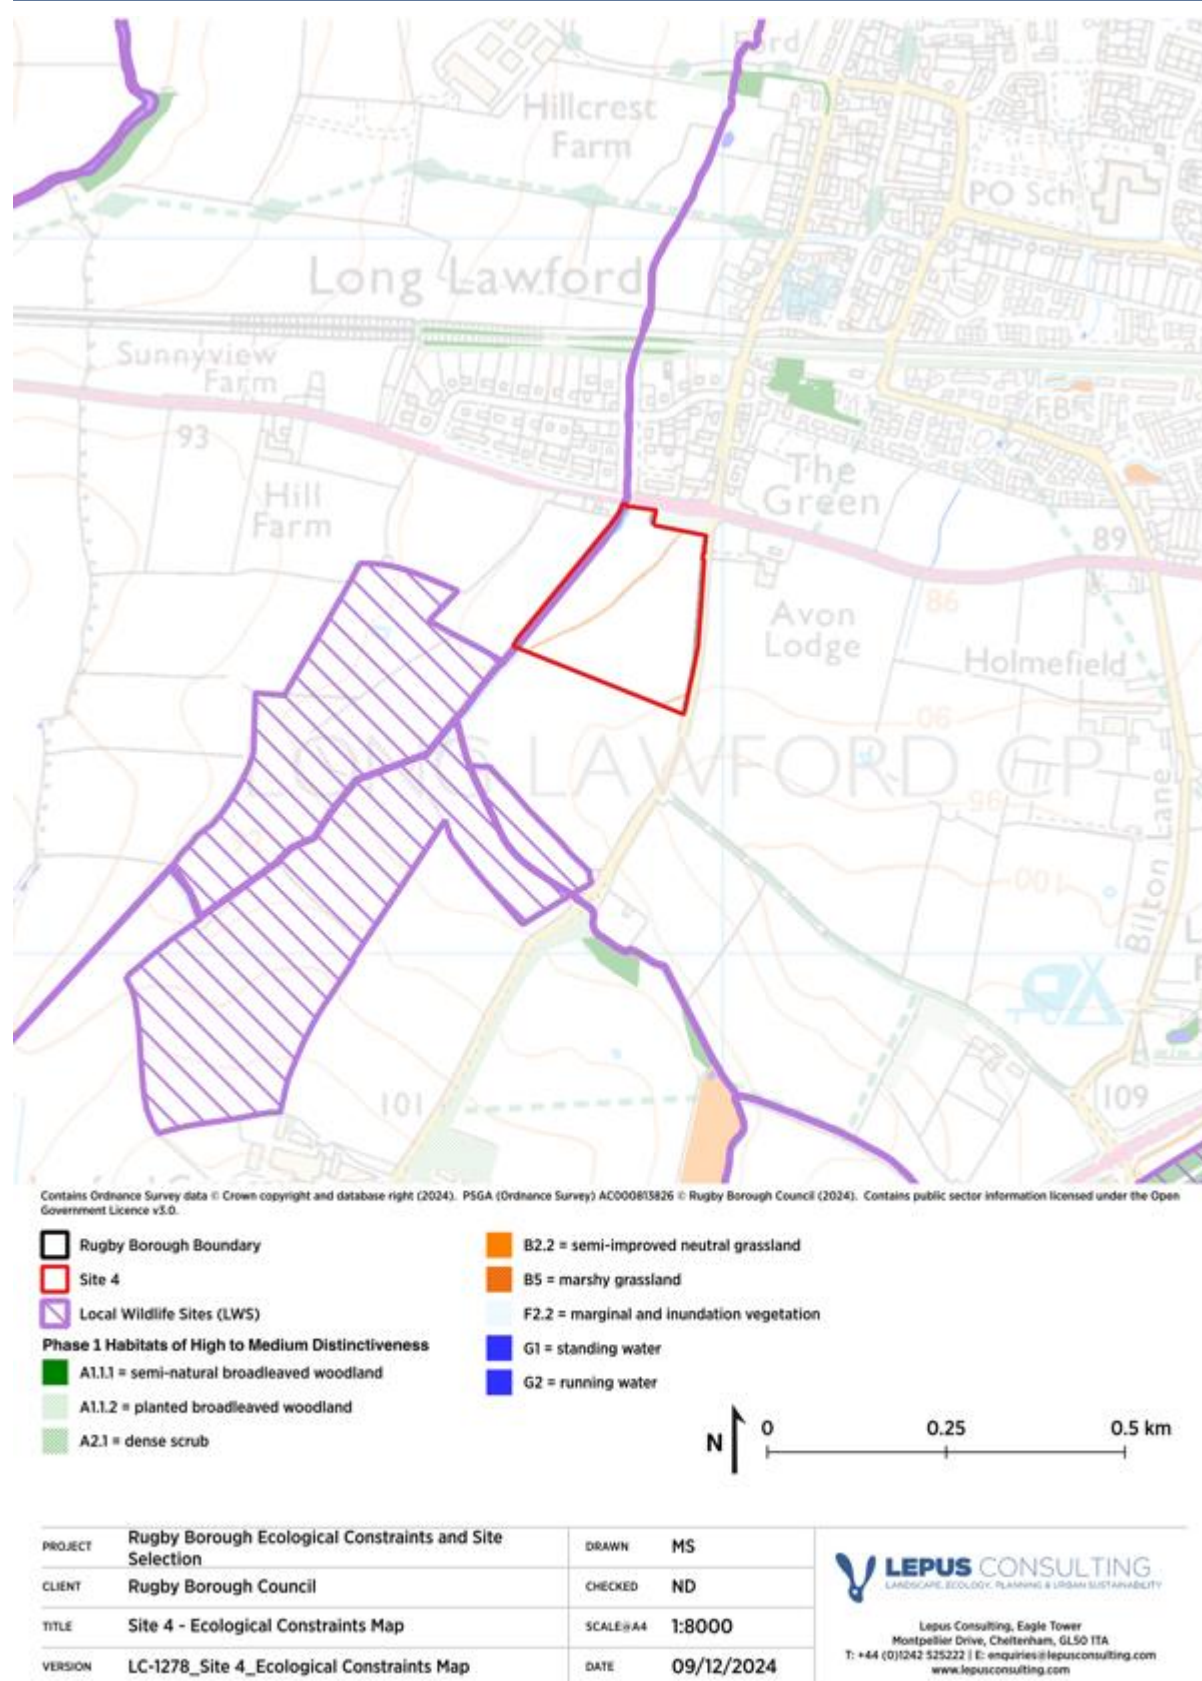 Ford
Hillcrest
Farm
PO Sch
Long Lawford
Sunnyview
Farm
FB
93
The
Green
Hill
Farm
89
86
Avon
Lodge
Holmefield
90
LONG LAWFORD CP
95
100
Bilton Lane
101
109
Contains Ordnance Survey data © Crown copyright and database right (2024). PSGA (Ordnance Survey) AC000813826 © Rugby Borough Council (2024). Contains public sector information licensed under the Open
Government Licence v3.0.
Rugby Borough Boundary
Site 4
Local Wildlife Sites (LWS)
Phase 1 Habitats of High to Medium Distinctiveness
A1.1.1 = semi-natural broadleaved woodland
A1.1.2 = planted broadleaved woodland
A2.1 = dense scrub
B2.2 = semi-improved neutral grassland
B5 = marshy grassland
F2.2 = marginal and inundation vegetation
G1 = standing water
G2 = running water
N
0 0.25 0.5 km
PROJECT Rugby Borough Ecological Constraints and Site
Selection
CLIENT Rugby Borough Council
TITLE Site 4 - Ecological Constraints Map
VERSION LC-1278_Site 4_Ecological Constraints Map
DRAWN MS
CHECKED ND
SCALE@A4 1:8000
DATE 09/12/2024
LEPUS CONSULTING
LANDSCAPE, ECOLOGY, PLANNING & URBAN SUSTAINABILITY
Lepus Consulting, Eagle Tower
Montpellier Drive, Cheltenham, GL50 1TA
T: +44 (0)1242 525222 | E: enquiries@lepusconsulting.com
www.lepusconsulting.com